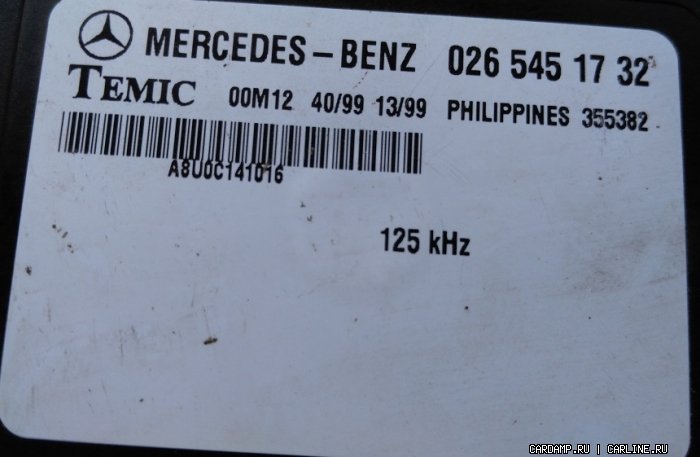 MERCEDES-BENZ 026 545 17 32
TEMIC 00M12 40/99 13/99 PHILIPPINES 355382
A8U0C141016
125 kHz
CARDAMP.RU | CARLINE.RU